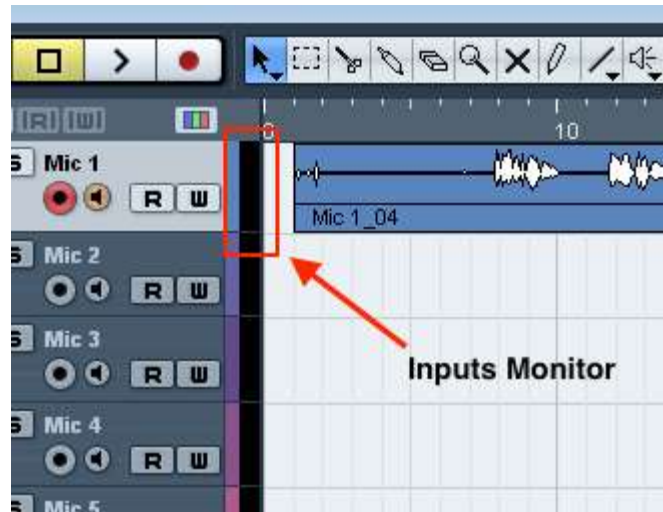 R W
0 10
S Mic 1
R W
Mic 1_04
S Mic 2
R W
S Mic 3
R W
Inputs Monitor
S Mic 4
R W
S Mic 5